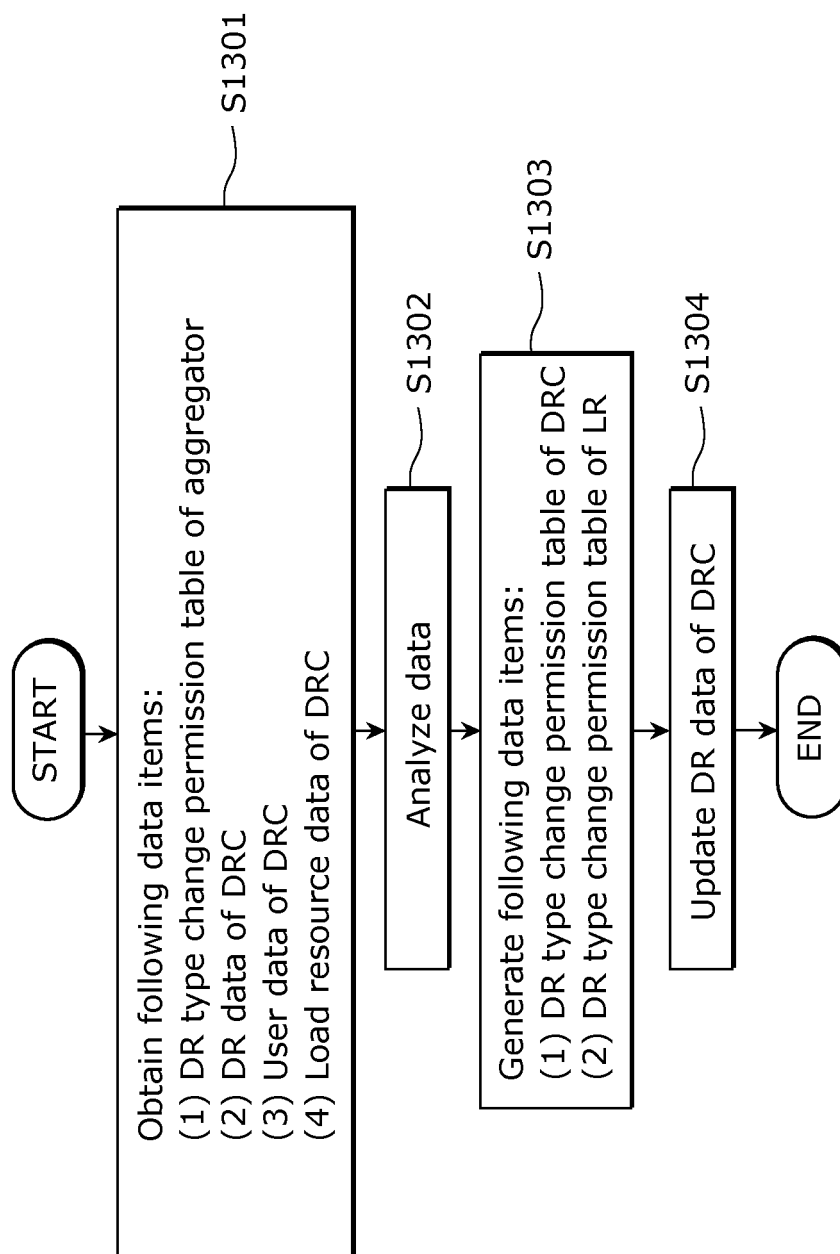 START
Obtain following data items:
(1) DR type change permission table of aggregator
(2) DR data of DRC
(3) User data of DRC
(4) Load resource data of DRC
S1301
Analyze data
S1302
Generate following data items:
(1) DR type change permission table of DRC
(2) DR type change permission table of LR
S1303
Update DR data of DRC
S1304
END